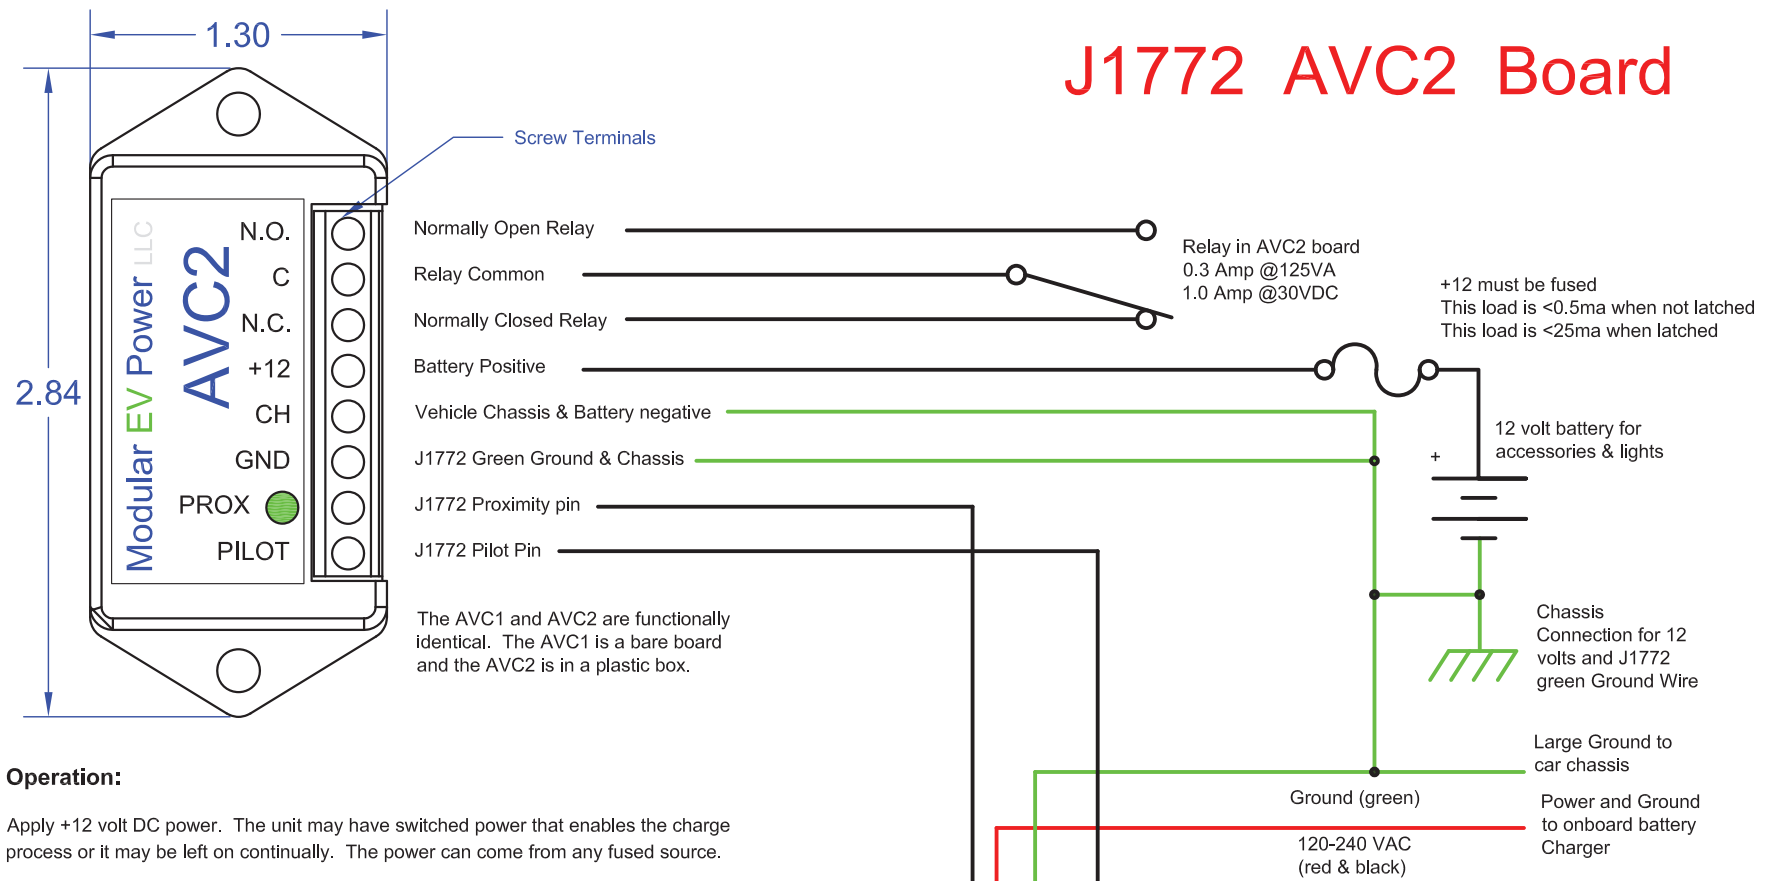 1.30
J1772 AVC2 Board
Screw Terminals
2.84
Modular EV Power LLC
AVC2
N.O.
C
N.C.
+12
CH
GND
PROX
PILOT
Normally Open Relay
Relay Common
Normally Closed Relay
Battery Positive
Vehicle Chassis & Battery negative
J1772 Green Ground & Chassis
J1772 Proximity pin
J1772 Pilot Pin
Relay in AVC2 board
0.3 Amp @125VA
1.0 Amp @30VDC
+12 must be fused
This load is <0.5ma when not latched
This load is <25ma when latched
12 volt battery for
accessories & lights
+
The AVC1 and AVC2 are functionally
identical.  The AVC1 is a bare board
and the AVC2 is in a plastic box.
Chassis
Connection for 12
volts and J1772
green Ground Wire
Large Ground to
car chassis
Ground (green)
Power and Ground
to onboard battery
Charger
120-240 VAC
(red & black)
Operation:
Apply +12 volt DC power.  The unit may have switched power that enables the charge
process or it may be left on continually.  The power can come from any fused source.